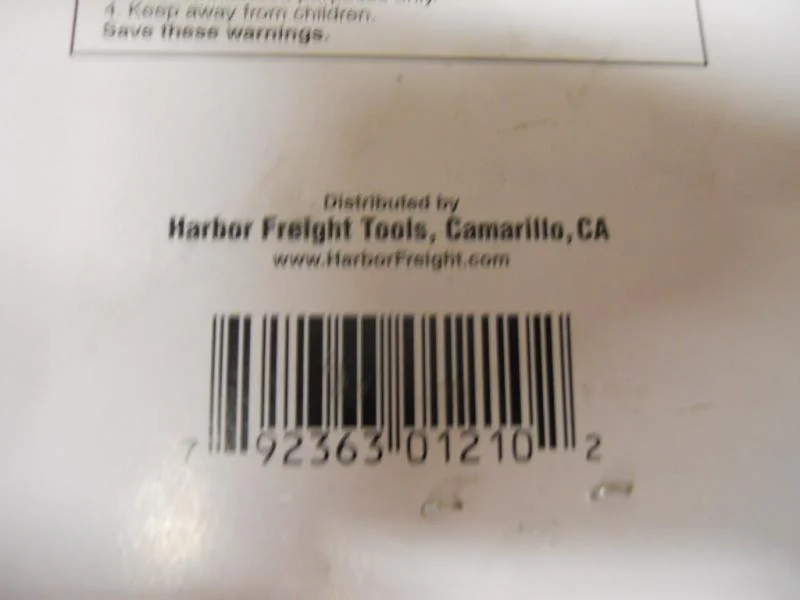 4. Keep away from children.
Save these warnings.
Distributed by
Harbor Freight Tools, Camarillo, CA
www.HarborFreight.com
7 92363 01210 2